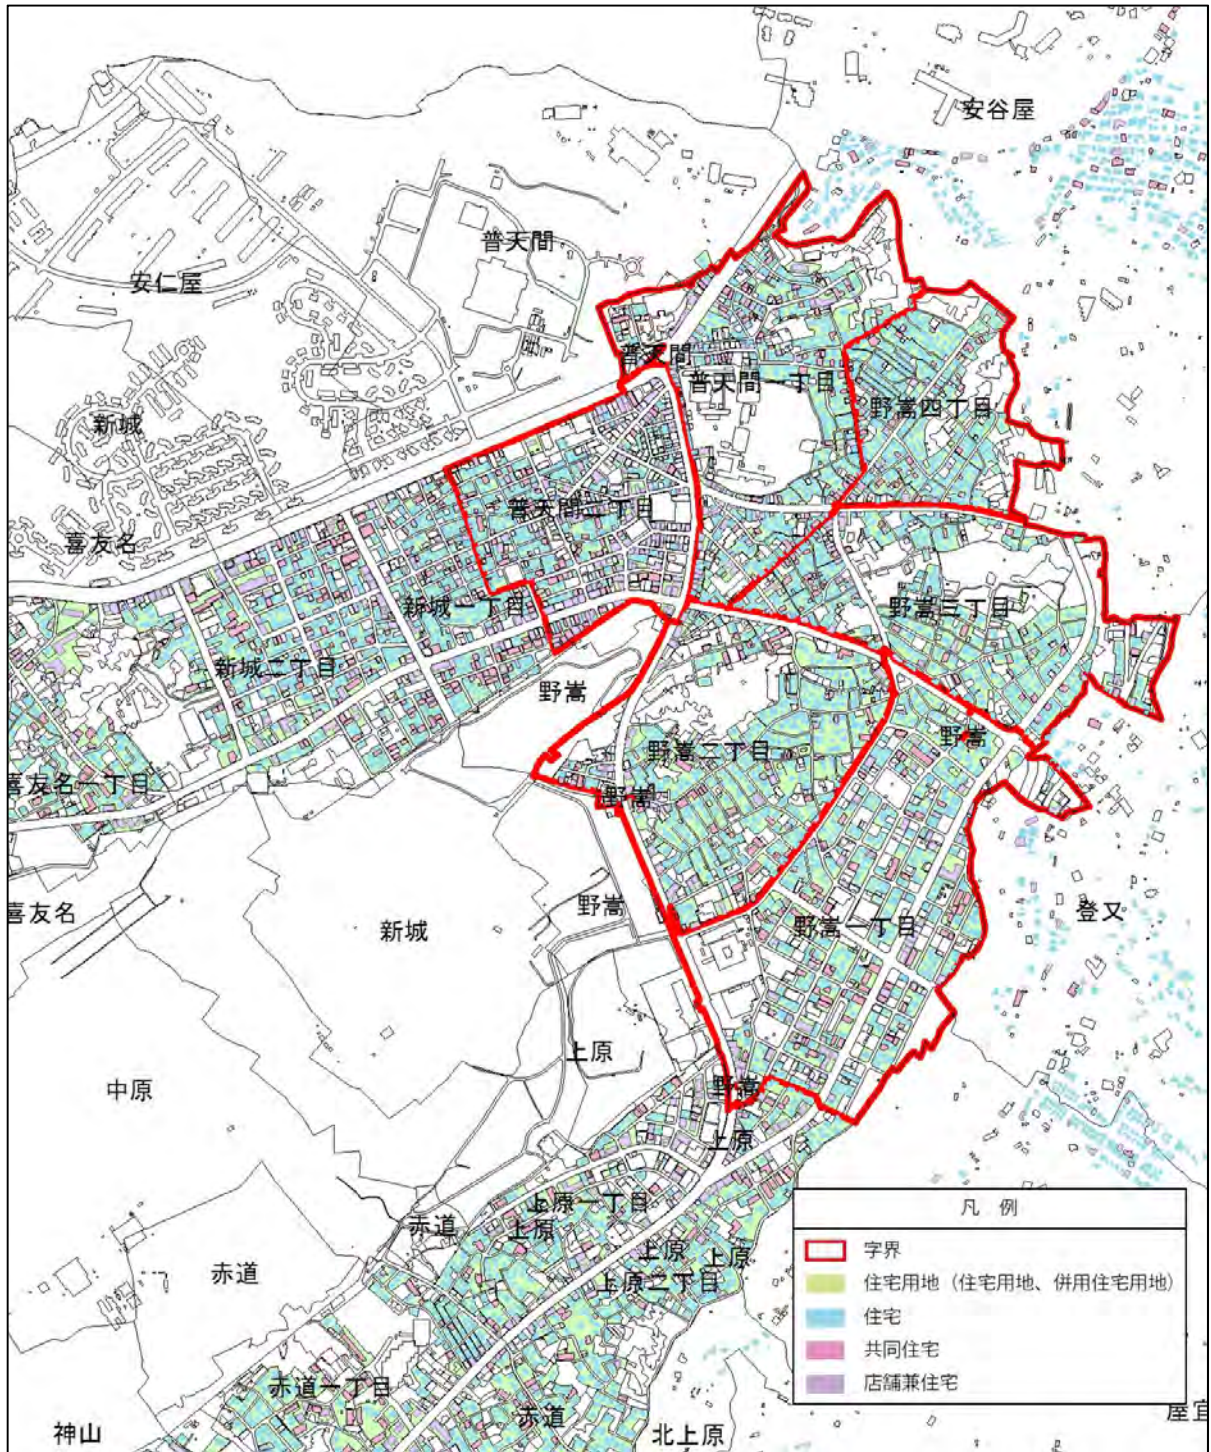 安谷屋
普天間
安仁屋
普天間
普天間一丁目
野嵩四丁目
新城
普天間二丁目
喜友名
新城一丁目
野嵩三丁目
新城二丁目
野嵩
野嵩
野嵩二丁目
喜友名一丁目
野嵩
野嵩
喜友名
登又
新城
野嵩一丁目
上原
中原
野嵩
上原
上原一丁目
赤道
上原
上原
上原
赤道
上原二丁目
赤道一丁目
赤道
神山
北上原
屋宜
凡 例
字界
住宅用地(住宅用地、併用住宅用地)
住宅
共同住宅
店舗兼住宅